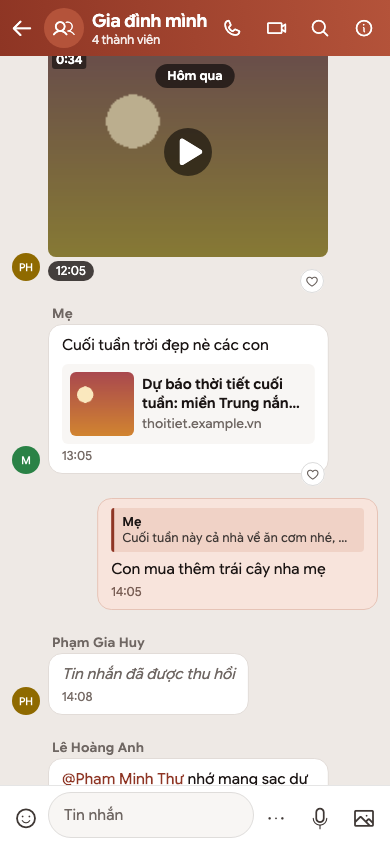 Gia đình mình
4 thành viên
0:34
Hôm qua
PH
12:05
Mẹ
Cuối tuần trời đẹp nè các con
Dự báo thời tiết cuối
tuần: miền Trung nắn...
thoitiet.example.vn
13:05
M
Mẹ
Cuối tuần này cả nhà về ăn cơm nhé, ...
Con mua thêm trái cây nha mẹ
14:05
Phạm Gia Huy
Tin nhắn đã được thu hồi
14:08
PH
Lê Hoàng Anh
@Phạm Minh Thư nhớ mang sạc dự
Tin nhắn